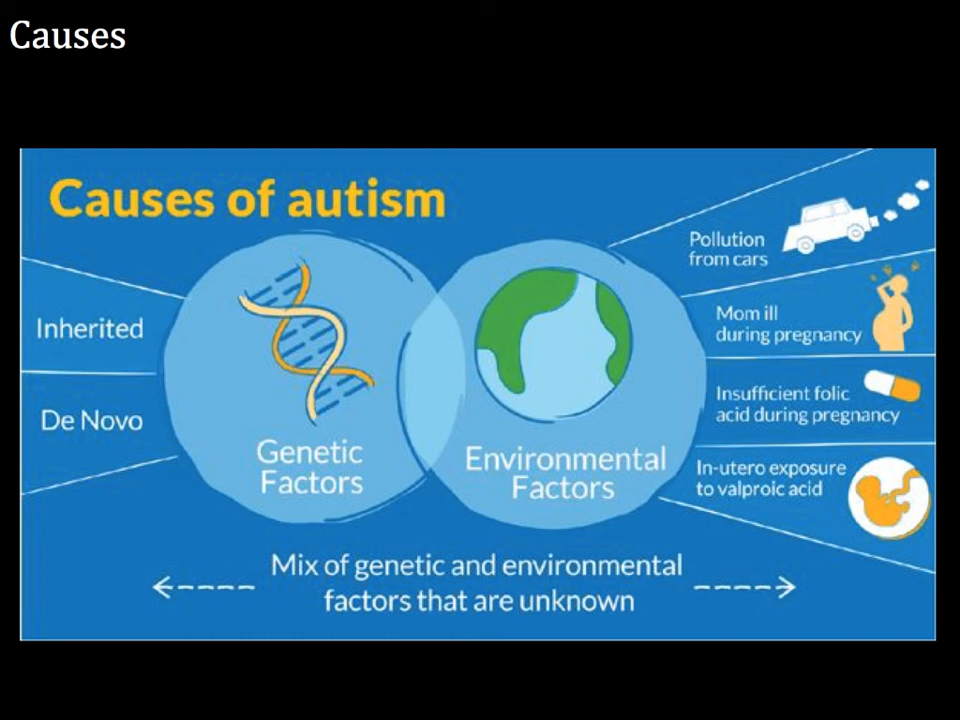 Causes
Causes of autism
Inherited
De Novo
Genetic
Factors
Environmental
Factors
Pollution
from cars
Mom ill
during pregnancy
Insufficient folic
acid during pregnancy
In-utero exposure
to valproic acid
Mix of genetic and environmental
factors that are unknown